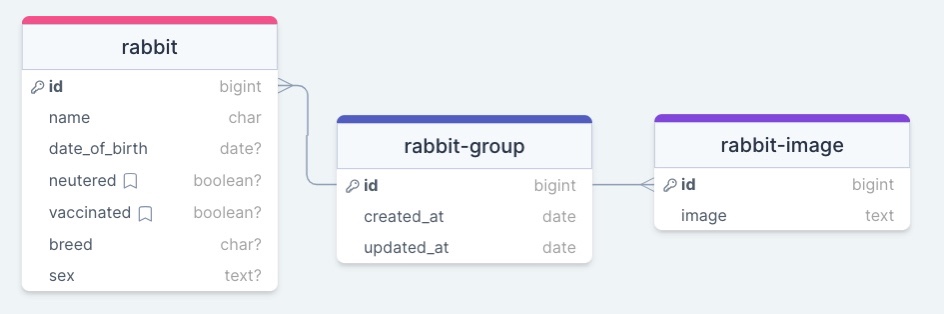 rabbit
id bigint
name char
date_of_birth date?
neutered boolean?
vaccinated boolean?
breed char?
sex text?
rabbit-group
id bigint
created_at date
updated_at date
rabbit-image
id bigint
image text